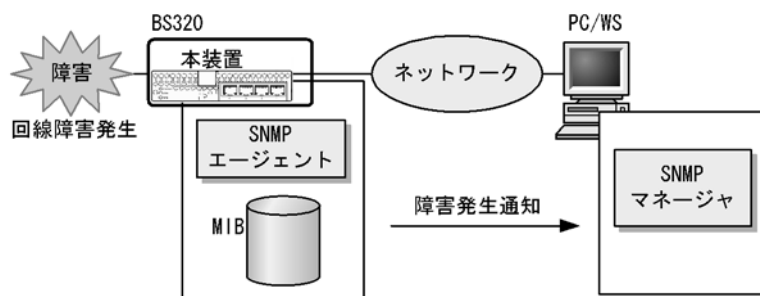 BS320
PC/WS
障害
本装置
ネットワーク
回線障害発生
SNMP
エージェント
MIB
障害発生通知
SNMP
マネージャ